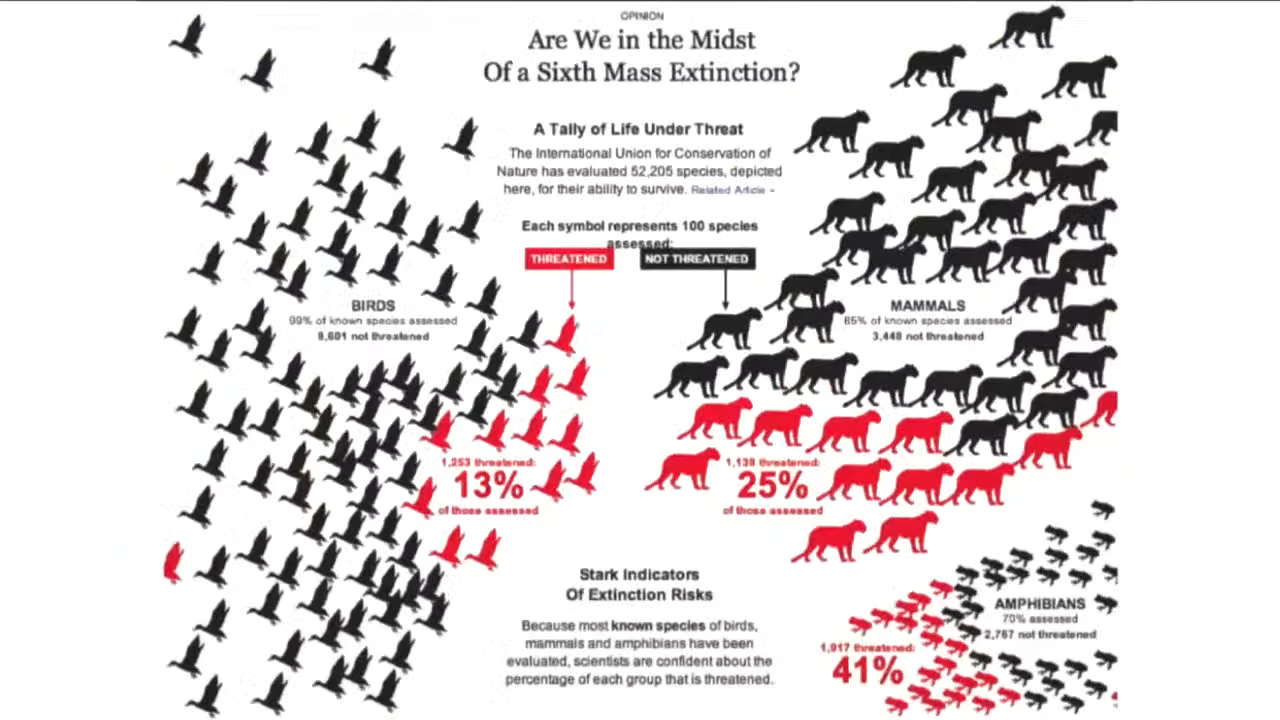 OPINION
Are We in the Midst
Of a Sixth Mass Extinction?
A Tally of Life Under Threat
The International Union for Conservation of
Nature has evaluated 52,205 species, depicted
here, for their ability to survive. Related Article
Each symbol represents 100 species
assessed:
THREATENED
NOT THREATENED
BIRDS
99% of known species assessed
8,601 not threatened
MAMMALS
85% of known species assessed
3,448 not threatened
1,253 threatened:
13%
of those assessed
threatened:
25%
of those assessed
Stark Indicators
Of Extinction Risks
Because most known species of birds,
mammals and amphibians have been
evaluated, scientists are confident about the
percentage of each group that is threatened.
AMPHIBIANS
70% assessed
2,767 not threatened
1,917 threatened:
41%